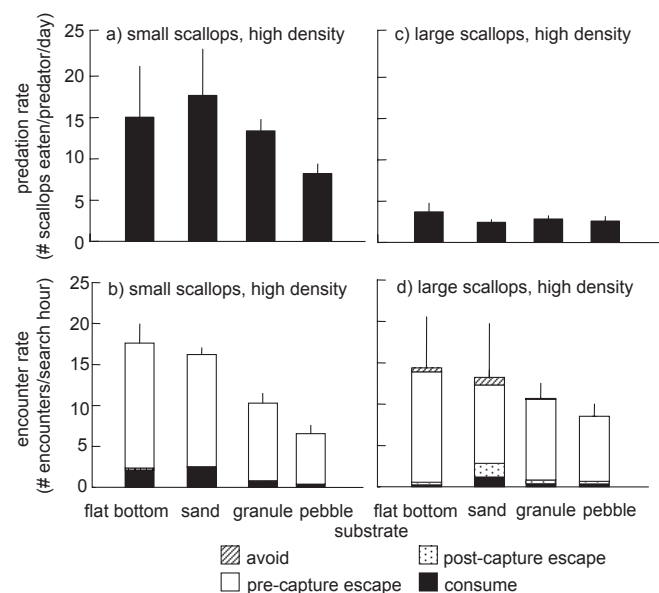 a) small scallops, high density
c) large scallops, high density
predation rate
(# scallops eaten/predator/day)
25
20
15
10
5
0
b) small scallops, high density
d) large scallops, high density
encounter rate
(# encounters/search hour)
25
20
15
10
5
0
flat bottom sand granule pebble
flat bottom sand granule pebble
substrate
avoid
post-capture escape
pre-capture escape
consume